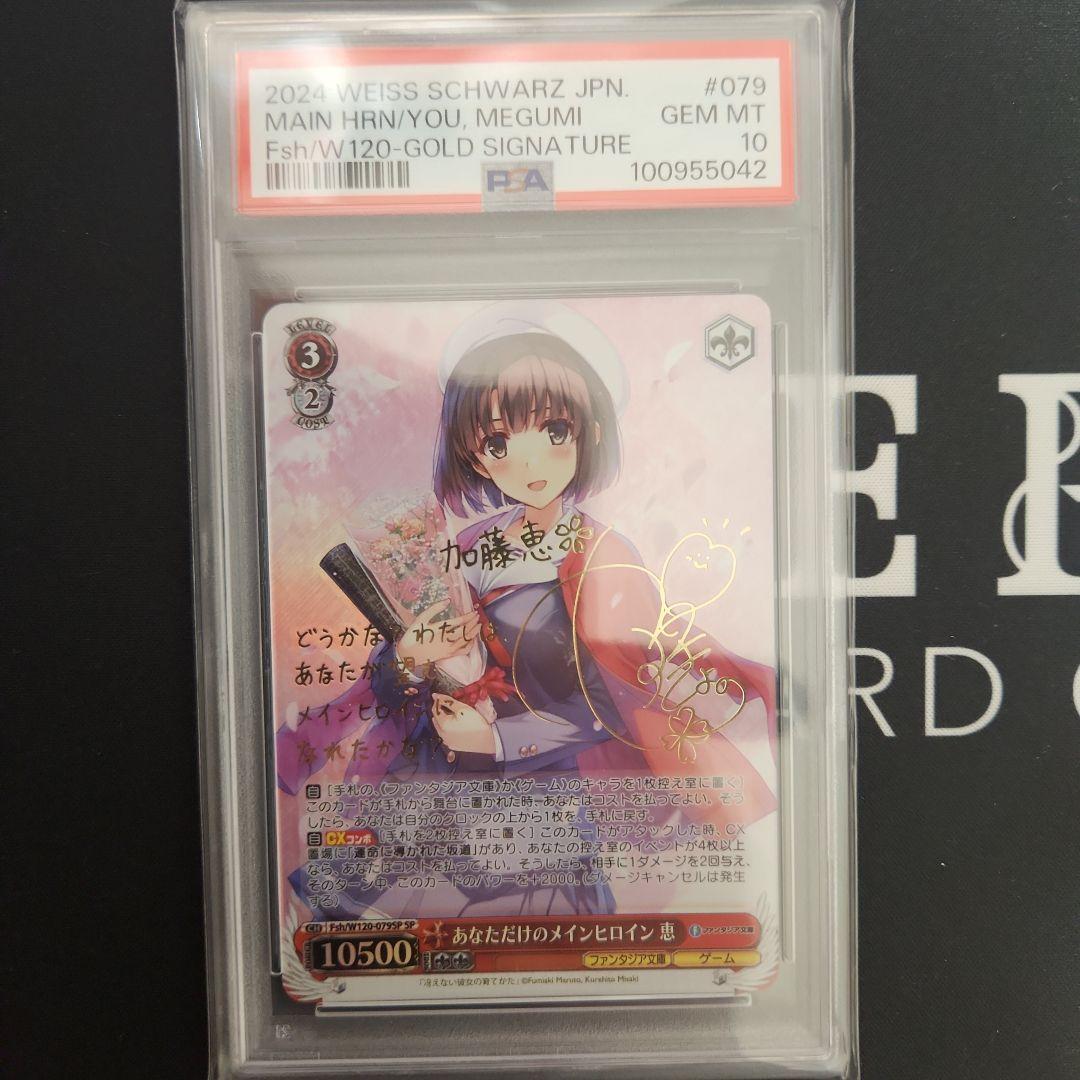 2024 WEISS SCHWARZ JPN. #079
MAIN HRN/YOU, MEGUMI GEM MT
Fsh/W120-GOLD SIGNATURE 10
PSA 100955042
LEVEL
3
2
COST
加藤恵
どうかな？わたしは、
あなたが望む
メインヒロインに、
なれたかな？
自 [手札の、《ファンタジア文庫》か《ゲーム》のキャラを1枚控え室に置く]
このカードが手札から舞台に置かれた時、あなたはコストを払ってよい。そう
したら、あなたは自分のクロックの上から1枚を、手札に戻す。
自 CXコンボ [手札を2枚控え室に置く] このカードがアタックした時、CX
置場に「運命に導かれた坂道」があり、あなたの控え室のイベントが4枚以上
なら、あなたはコストを払ってよい。そうしたら、相手に1ダメージを2回与え、
そのターン中、このカードのパワーを+2000。(ダメージキャンセルは発生
する)
CH Fsh/W120-079SP SP
10500 あなただけのメインヒロイン 恵 ファンタジア文庫
ファンタジア文庫 ゲーム
「冴えない彼女の育てかた」©Fumiaki Maruto, Kurehito Misaki
RD